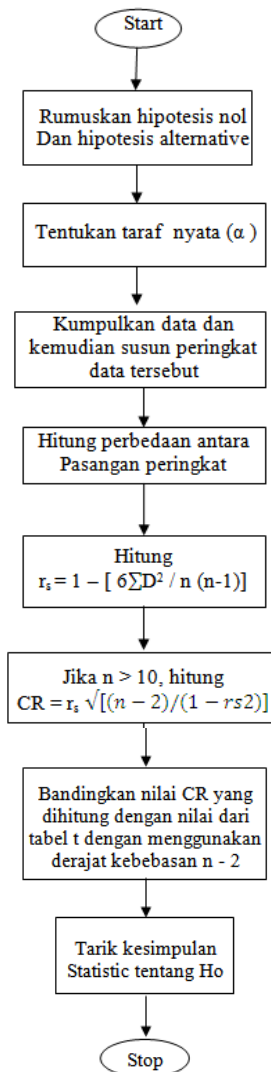 Start
Rumuskan hipotesis nol
Dan hipotesis alternative
Tentukan taraf nyata (α )
Kumpulkan data dan
kemudian susun peringkat
data tersebut
Hitung perbedaan antara
Pasangan peringkat
Hitung
rₛ = 1 – [ 6∑D² / n (n-1)]
Jika n > 10, hitung
CR = rₛ √[(n − 2)/(1 − rs2)]
Bandingkan nilai CR yang
dihitung dengan nilai dari
tabel t dengan menggunakan
derajat kebebasan n - 2
Tarik kesimpulan
Statistic tentang Ho
Stop